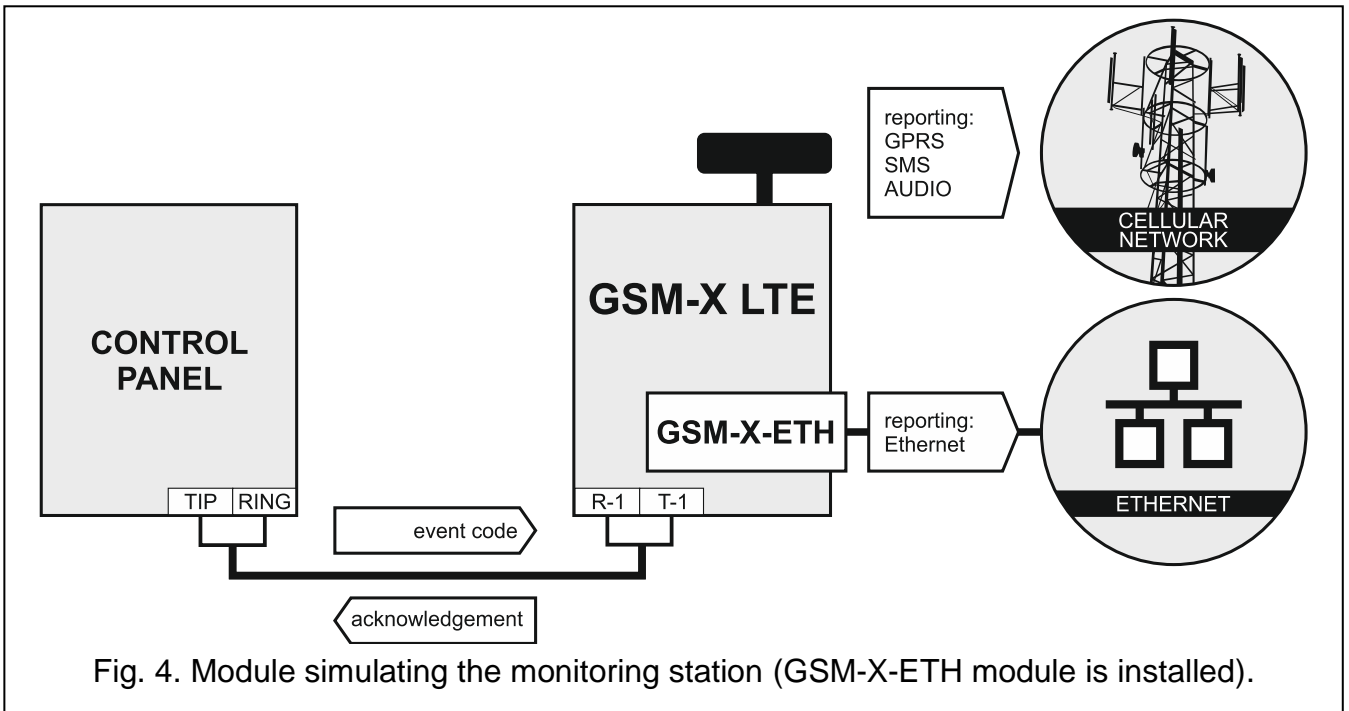 CONTROL
PANEL
TIP
RING
event code
acknowledgement
GSM-X LTE
GSM-X-ETH
R-1
T-1
reporting:
GPRS
SMS
AUDIO
CELLULAR
NETWORK
reporting:
Ethernet
ETHERNET
Fig. 4. Module simulating the monitoring station (GSM-X-ETH module is installed).